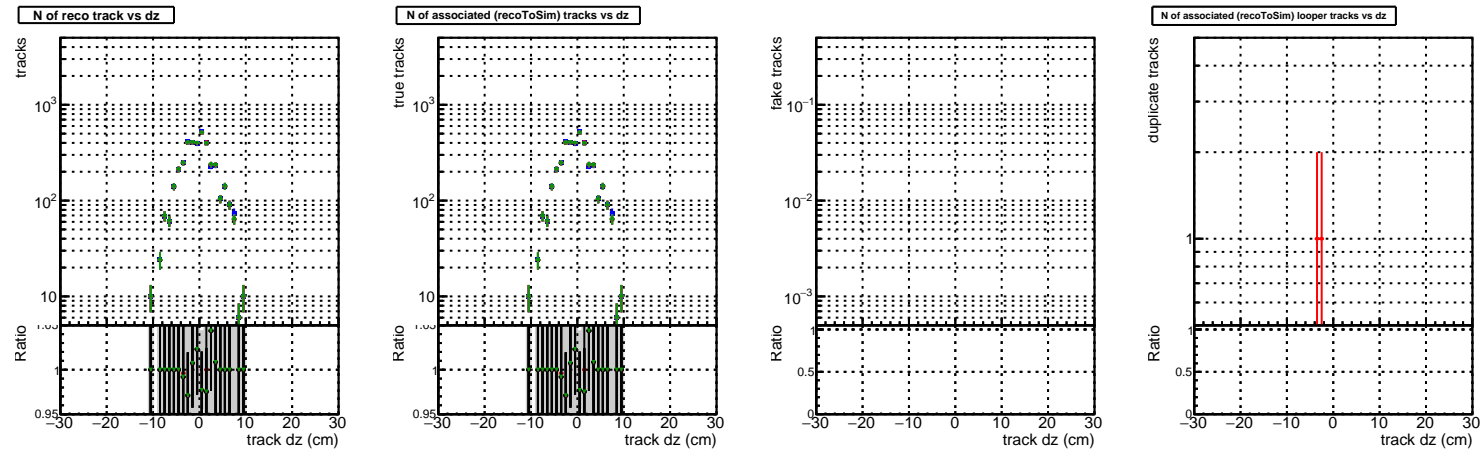 N of reco track vs dz
tracks
10³
10²
10
Ratio
1
0.95
−30 −20 −10 0 10 20 30
track dz (cm)
N of associated (recoToSim) tracks vs dz
true tracks
10³
10²
10
Ratio
1
0.95
−30 −20 −10 0 10 20 30
track dz (cm)
fake tracks
10⁻¹
10⁻²
10⁻³
Ratio
1
0.5
0
−30 −20 −10 0 10 20 30
track dz (cm)
N of associated (recoToSim) looper tracks vs dz
duplicate tracks
1
Ratio
1
0.5
0
−30 −20 −10 0 10 20 30
track dz (cm)